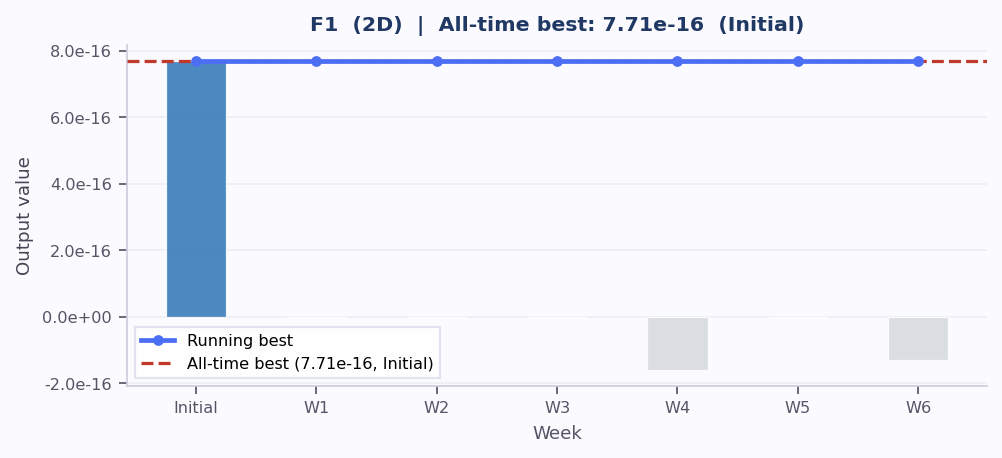 F1  (2D)  |  All-time best: 7.71e-16  (Initial)
Output value
8.0e-16
6.0e-16
4.0e-16
2.0e-16
0.0e+00
-2.0e-16
Running best
All-time best (7.71e-16, Initial)
Initial W1 W2 W3 W4 W5 W6
Week